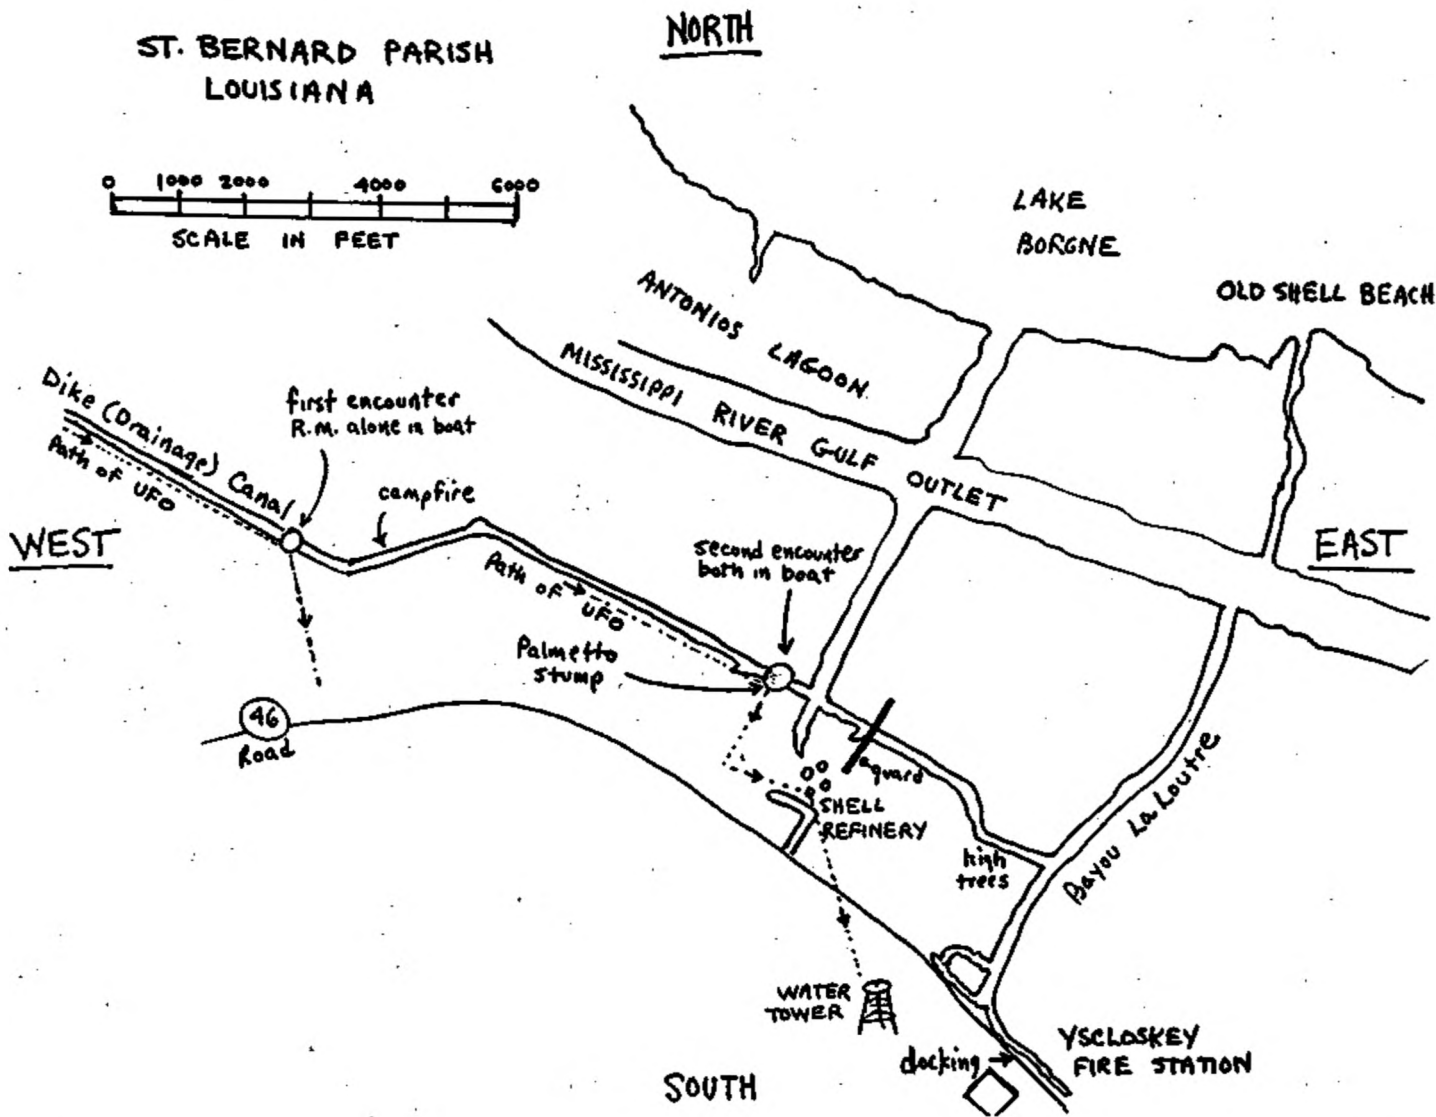 NORTH
ST. BERNARD PARISH
LOUISIANA
0 1000 2000 4000 6000
SCALE IN FEET
LAKE
BORGNE
OLD SHELL BEACH
ANTONIOS LAGOON
MISSISSIPPI RIVER GULF OUTLET
Dike (Drainage) Canal
Path of UFO
first encounter
R.M. alone in boat
campfire
WEST
EAST
second encounter
both in boat
Path of UFO
Palmetto
stump
46
Road
guard
SHELL
REFINERY
high
trees
Bayou La Loutre
WATER
TOWER
docking
YSCLOSKEY
FIRE STATION
SOUTH